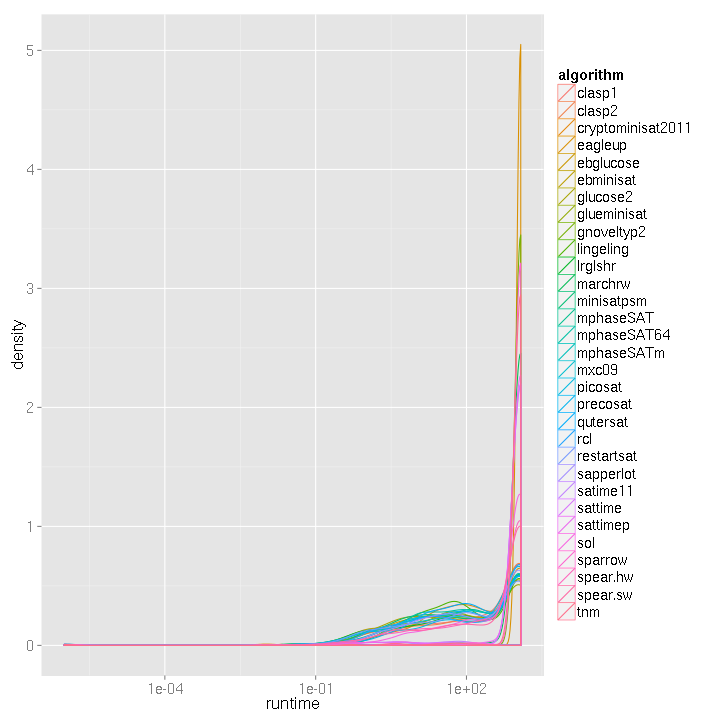 5
4
3
2
1
0
density
1e-04
1e-01
1e+02
runtime
algorithm
clasp1
clasp2
cryptominisat2011
eagleup
ebglucose
ebminisat
glucose2
glueminisat
gnoveltyp2
lingeling
lrglshr
marchrw
minisatpsm
mphaseSAT
mphaseSAT64
mphaseSATm
mxc09
picosat
precosat
qutersat
rcl
restartsat
sapperlot
satime11
sattime
sattimep
sol
sparrow
spear.hw
spear.sw
tnm